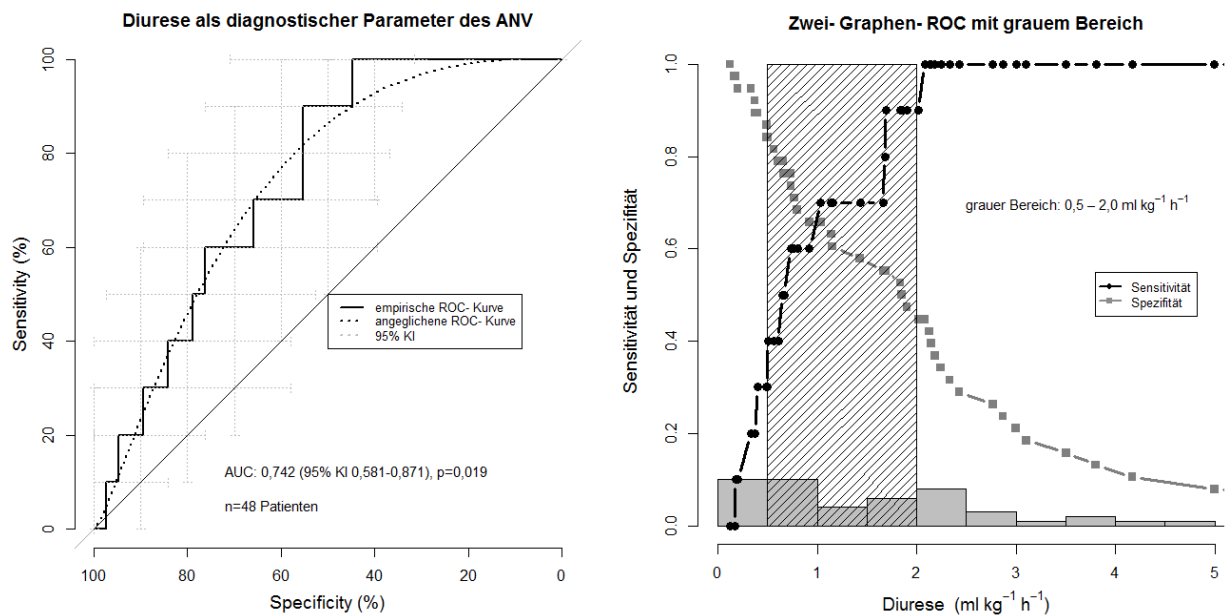 Diurese als diagnostischer Parameter des ANV
Sensitivity (%)
100
80
60
40
20
0
empirische ROC- Kurve
angeglichene ROC- Kurve
95% KI
AUC: 0,742 (95% KI 0,581-0,871), p=0,019
n=48 Patienten
100 80 60 40 20 0
Specificity (%)
Zwei- Graphen- ROC mit grauem Bereich
Sensitivität und Spezifität
1.0
0.8
0.6
0.4
0.2
0.0
grauer Bereich: 0,5 – 2,0 ml kg⁻¹ h⁻¹
Sensitivität
Spezifität
0 1 2 3 4 5
Diurese (ml kg⁻¹ h⁻¹)